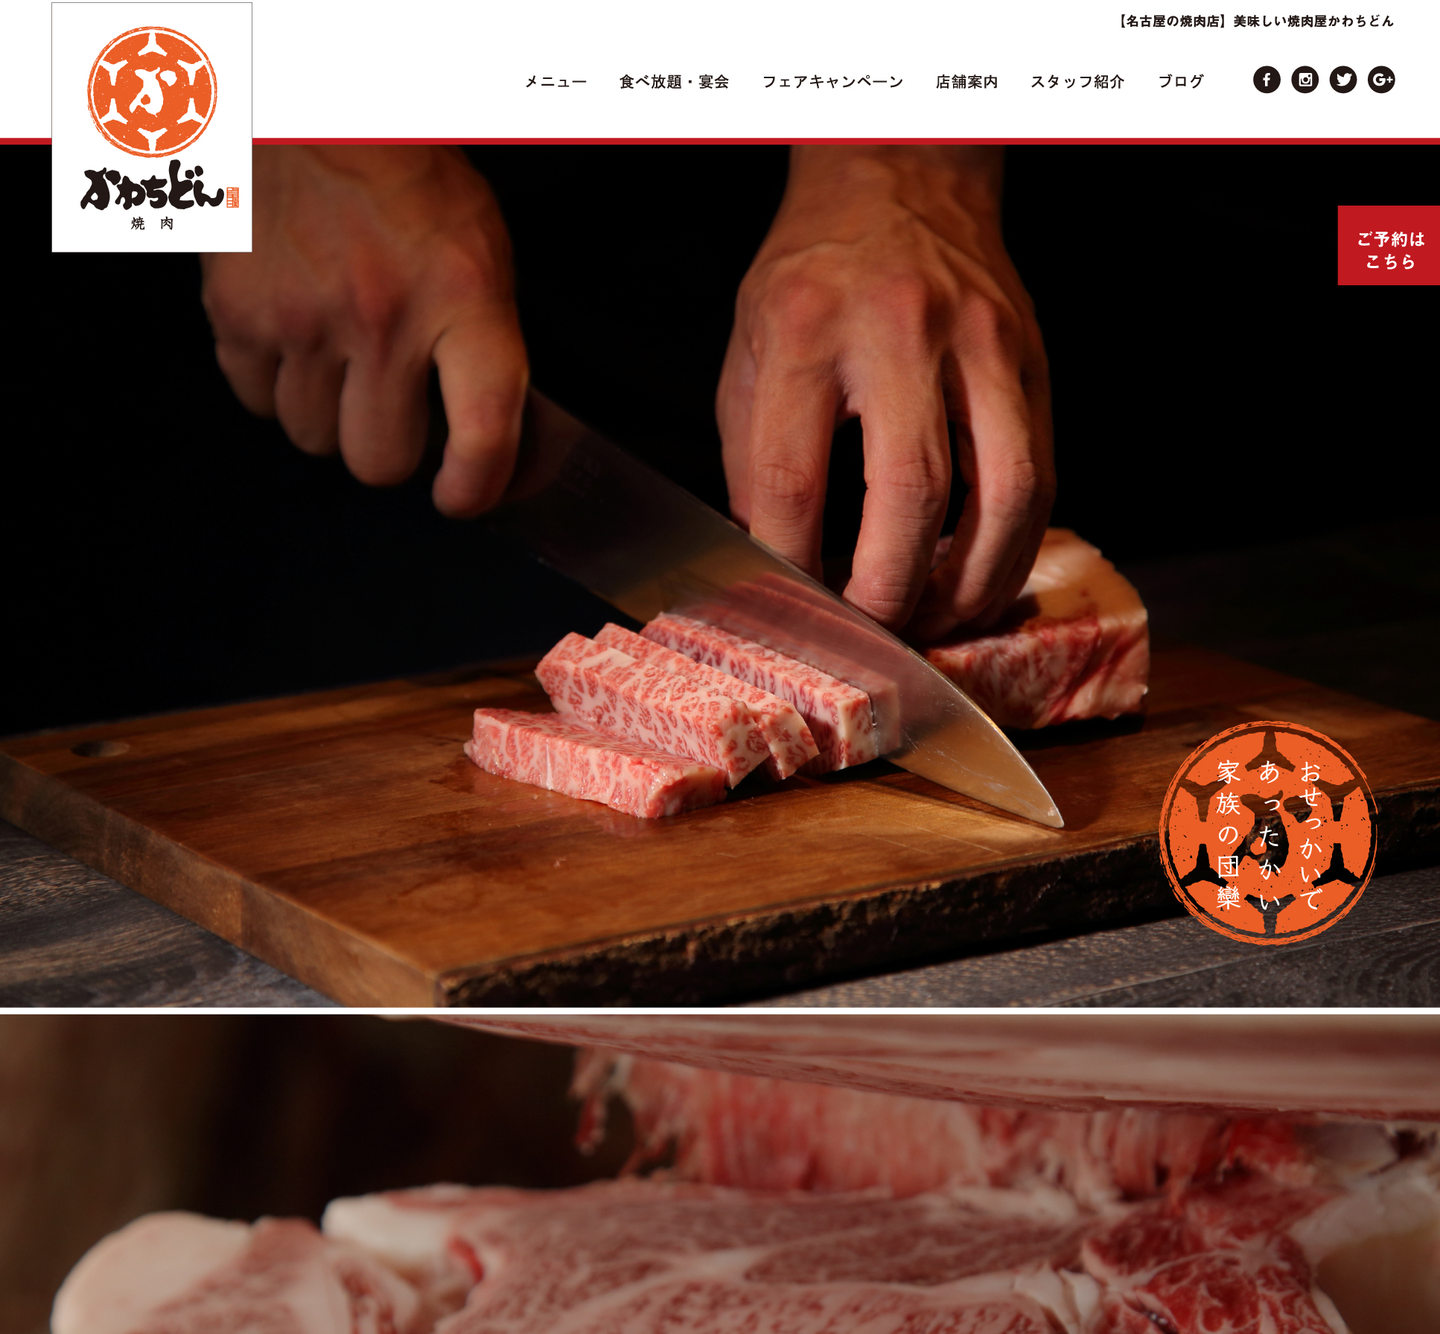 【名古屋の焼肉店】美味しい焼肉屋かわちどん
か
かわちどん
焼肉
メニュー
食べ放題・宴会
フェアキャンペーン
店舗案内
スタッフ紹介
ブログ
f
G+
ご予約は
こちら
おせっかいで
あったかい
家族の団欒